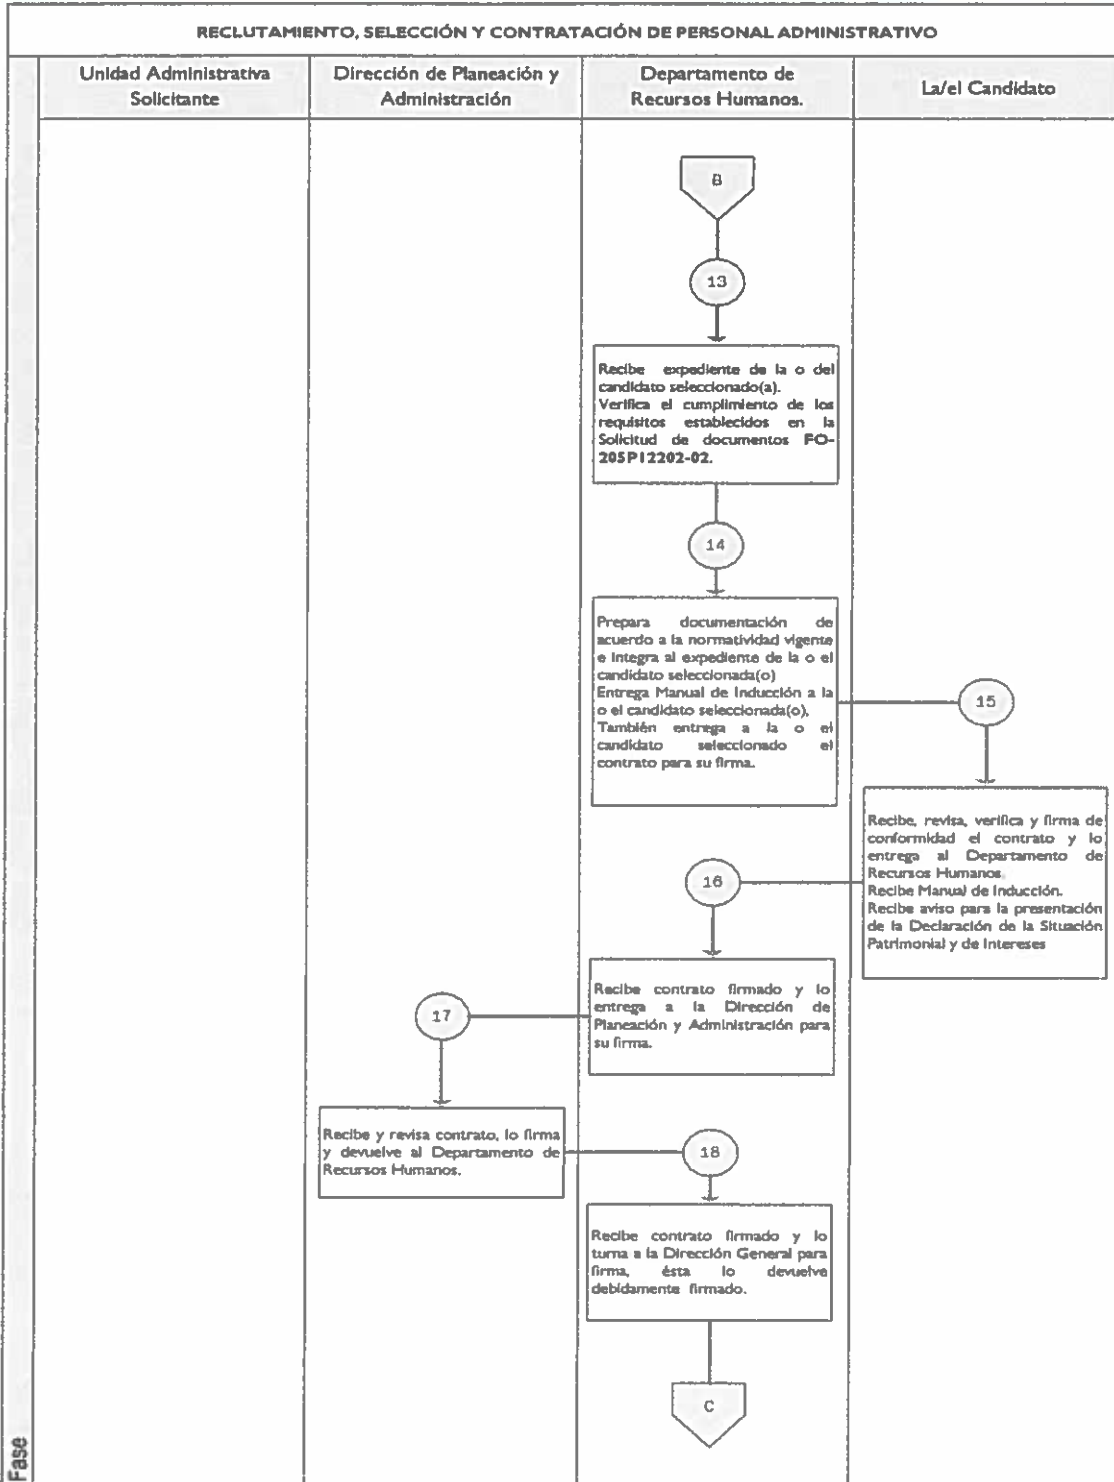 RECLUTAMIENTO, SELECCIÓN Y CONTRATACIÓN DE PERSONAL ADMINISTRATIVO
Unidad Administrativa
Solicitante
Dirección de Planeación y
Administración
Departamento de
Recursos Humanos.
La/el Candidato
B
13
Recibe expediente de la o del
candidato seleccionado(a).
Verifica el cumplimiento de los
requisitos establecidos en la
Solicitud de documentos FO-
205P12202-02.
14
Prepara documentación de
acuerdo a la normatividad vigente
e Integra al expediente de la o el
candidato seleccionada(o)
Entrega Manual de Inducción a la
o el candidato seleccionada(o),
También entrega a la o el
candidato seleccionado el
contrato para su firma.
15
Recibe, revisa, verifica y firma de
conformidad el contrato y lo
entrega al Departamento de
Recursos Humanos.
Recibe Manual de Inducción.
Recibe aviso para la presentación
de la Declaración de la Situación
Patrimonial y de Intereses
16
Recibe contrato firmado y lo
entrega a la Dirección de
Planeación y Administración para
su firma.
17
Recibe y revisa contrato, lo firma
y devuelve al Departamento de
Recursos Humanos.
18
Recibe contrato firmado y lo
turna a la Dirección General para
firma, ésta lo devuelve
debidamente firmado.
C
Fase